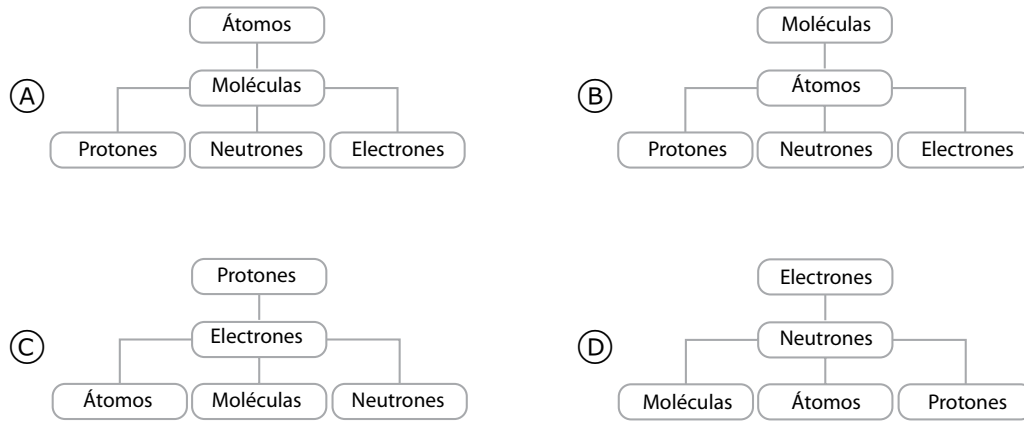 A
Átomos
Moléculas
Protones Neutrones Electrones
B
Moléculas
Átomos
Protones Neutrones Electrones
C
Protones
Electrones
Átomos Moléculas Neutrones
D
Electrones
Neutrones
Moléculas Átomos Protones